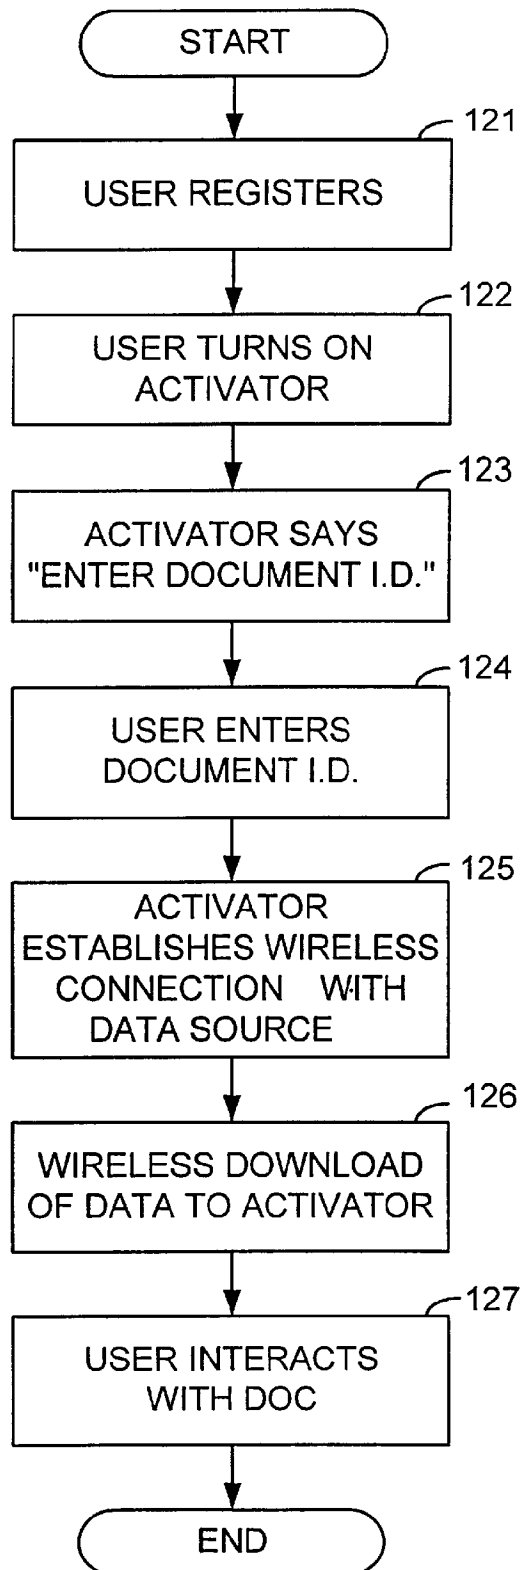 START
121
USER REGISTERS
122
USER TURNS ON
ACTIVATOR
123
ACTIVATOR SAYS
"ENTER DOCUMENT I.D."
124
USER ENTERS
DOCUMENT I.D.
125
ACTIVATOR
ESTABLISHES WIRELESS
CONNECTION WITH
DATA SOURCE
126
WIRELESS DOWNLOAD
OF DATA TO ACTIVATOR
127
USER INTERACTS
WITH DOC
END